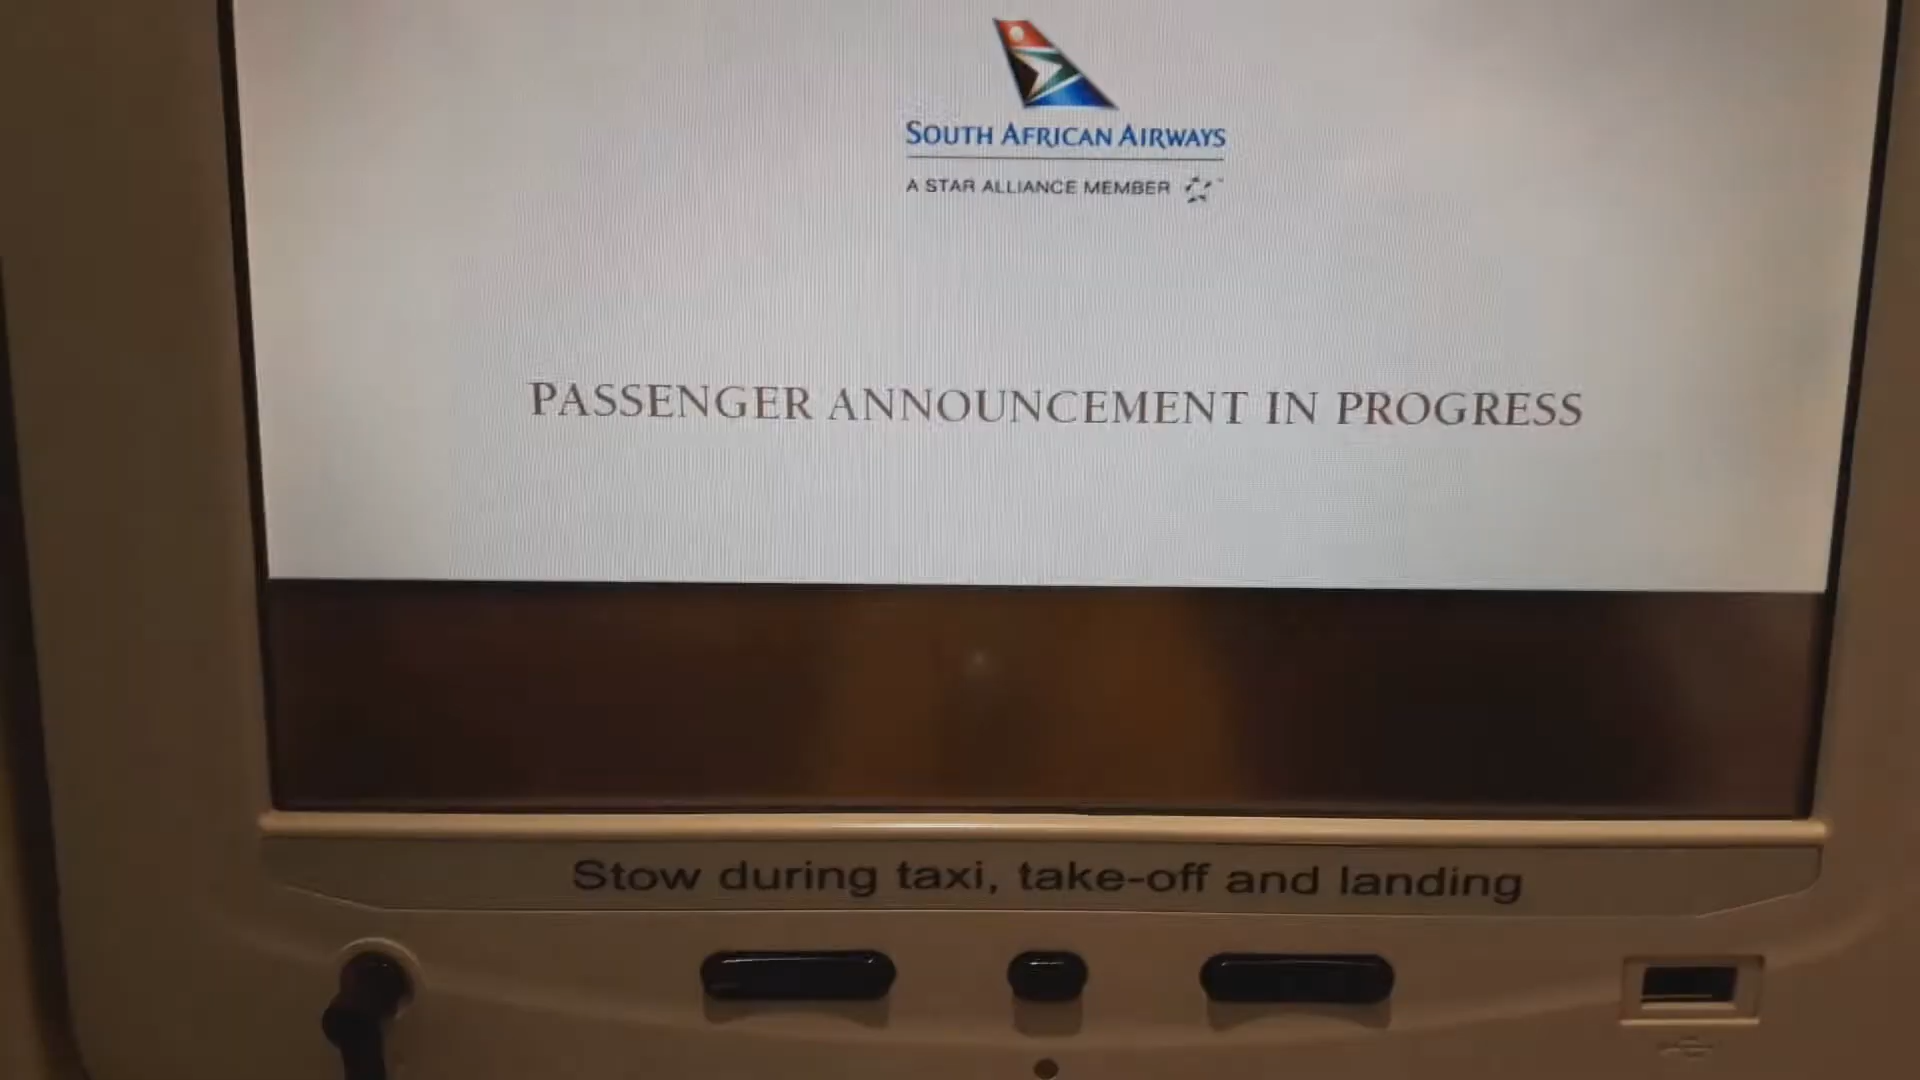 SOUTH AFRICAN AIRWAYS
A STAR ALLIANCE MEMBER
PASSENGER ANNOUNCEMENT IN PROGRESS
Stow during taxi, take-off and landing